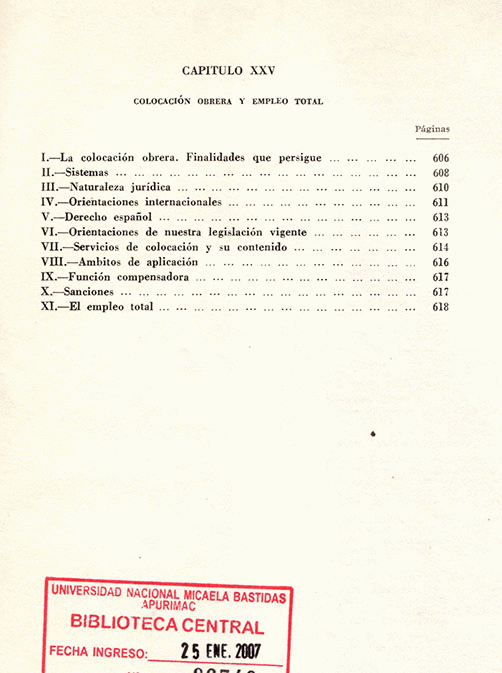 CAPITULO XXV
COLOCACIÓN OBRERA Y EMPLEO TOTAL
Páginas
I.—La colocación obrera. Finalidades que persigue ... ... ... ... ... 606
II.—Sistemas ... ... ... ... ... ... ... ... ... ... ... ... ... ... ... ... 608
III.—Naturaleza jurídica ... ... ... ... ... ... ... ... ... ... ... ... ... 610
IV.—Orientaciones internacionales ... ... ... ... ... ... ... ... ... ... 611
V.—Derecho español ... ... ... ... ... ... ... ... ... ... ... ... ... ... 613
VI.—Orientaciones de nuestra legislación vigente ... ... ... ... ... ... 613
VII.—Servicios de colocación y su contenido ... ... ... ... ... ... ... 614
VIII.—Ambitos de aplicación ... ... ... ... ... ... ... ... ... ... ... 616
IX.—Función compensadora ... ... ... ... ... ... ... ... ... ... ... ... 617
X.—Sanciones ... ... ... ... ... ... ... ... ... ... ... ... ... ... ... ... 617
XI.—El empleo total ... ... ... ... ... ... ... ... ... ... ... ... ... ... 618
UNIVERSIDAD NACIONAL MICAELA BASTIDAS
APURIMAC
BIBLIOTECA CENTRAL
FECHA INGRESO: 25 ENE. 2007